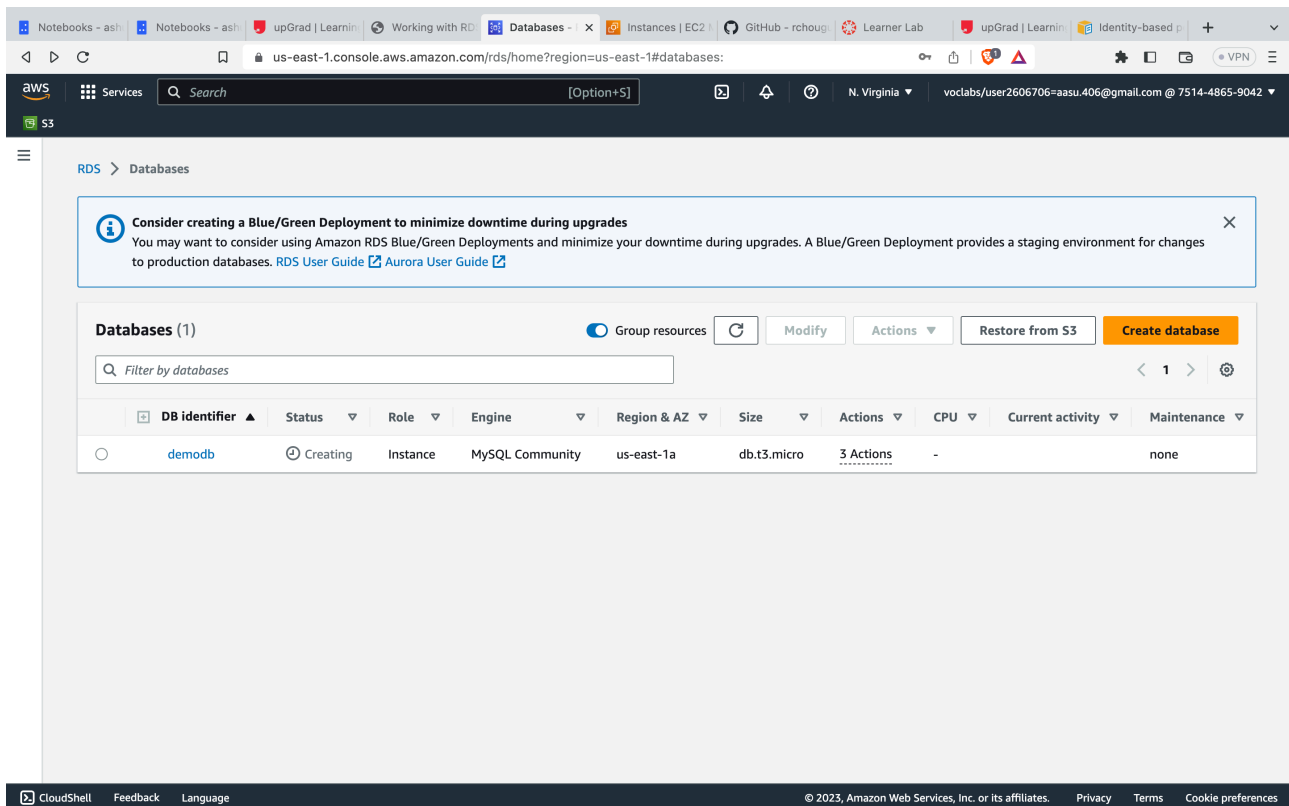 Notebooks - ash
Notebooks - ash
upGrad | Learnin
Working with RD
Databases -
Instances | EC2 M
GitHub - rchoug
Learner Lab
upGrad | Learnin
Identity-based p
us-east-1.console.aws.amazon.com/rds/home?region=us-east-1#databases:
VPN
aws
Services
Search
[Option+S]
N. Virginia
voclabs/user2606706=aasu.406@gmail.com @ 7514-4865-9042
S3
RDS > Databases
Consider creating a Blue/Green Deployment to minimize downtime during upgrades
You may want to consider using Amazon RDS Blue/Green Deployments and minimize your downtime during upgrades. A Blue/Green Deployment provides a staging environment for changes
to production databases. RDS User Guide Aurora User Guide
Databases (1)
Group resources
Modify
Actions
Restore from S3
Create database
Filter by databases
1
DB identifier Status Role Engine Region & AZ Size Actions CPU Current activity Maintenance
demodb Creating Instance MySQL Community us-east-1a db.t3.micro 3 Actions - none
CloudShell Feedback Language © 2023, Amazon Web Services, Inc. or its affiliates. Privacy Terms Cookie preferences